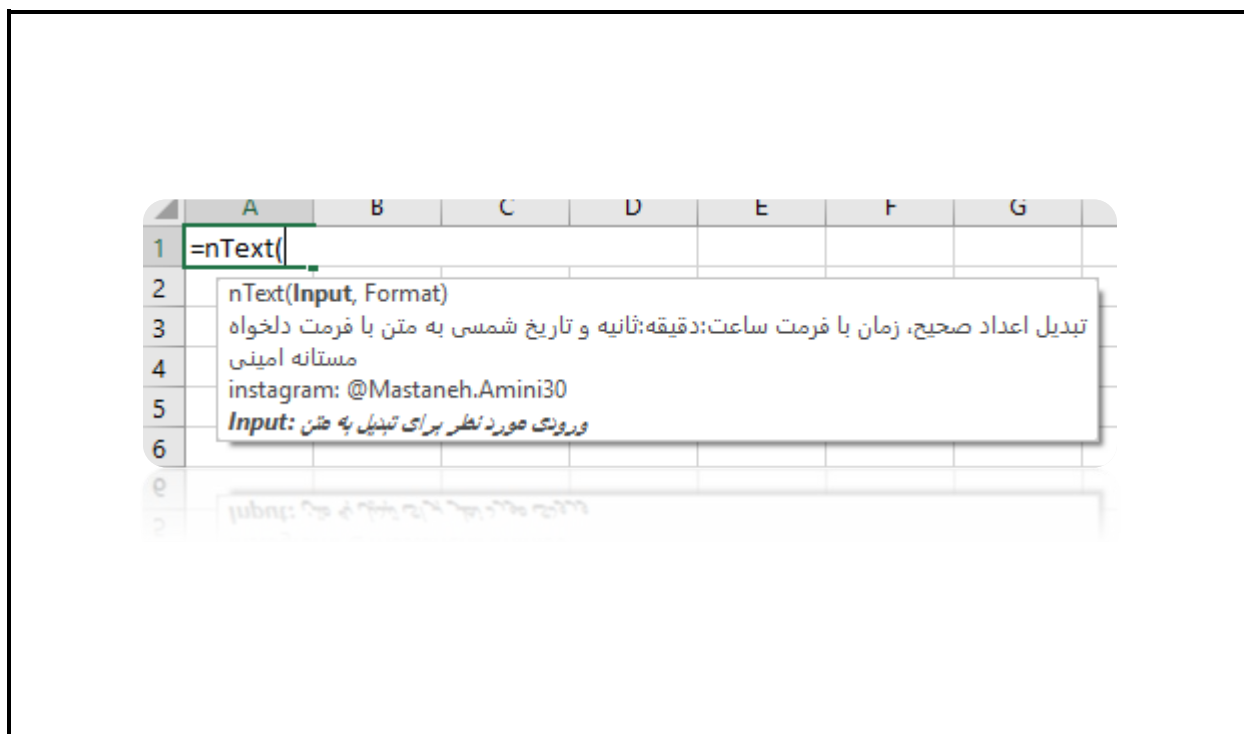 A B C D E F G
1 =nText(
2 nText(Input, Format)
3 تبدیل اعداد صحیح، زمان با فرمت ساعت:دقیقه:ثانیه و تاریخ شمسی به متن با فرمت دلخواه
4 مستانه امینی
5 instagram: @Mastaneh.Amini30
Input: ورودی مورد نظر برای تبدیل به متن
6